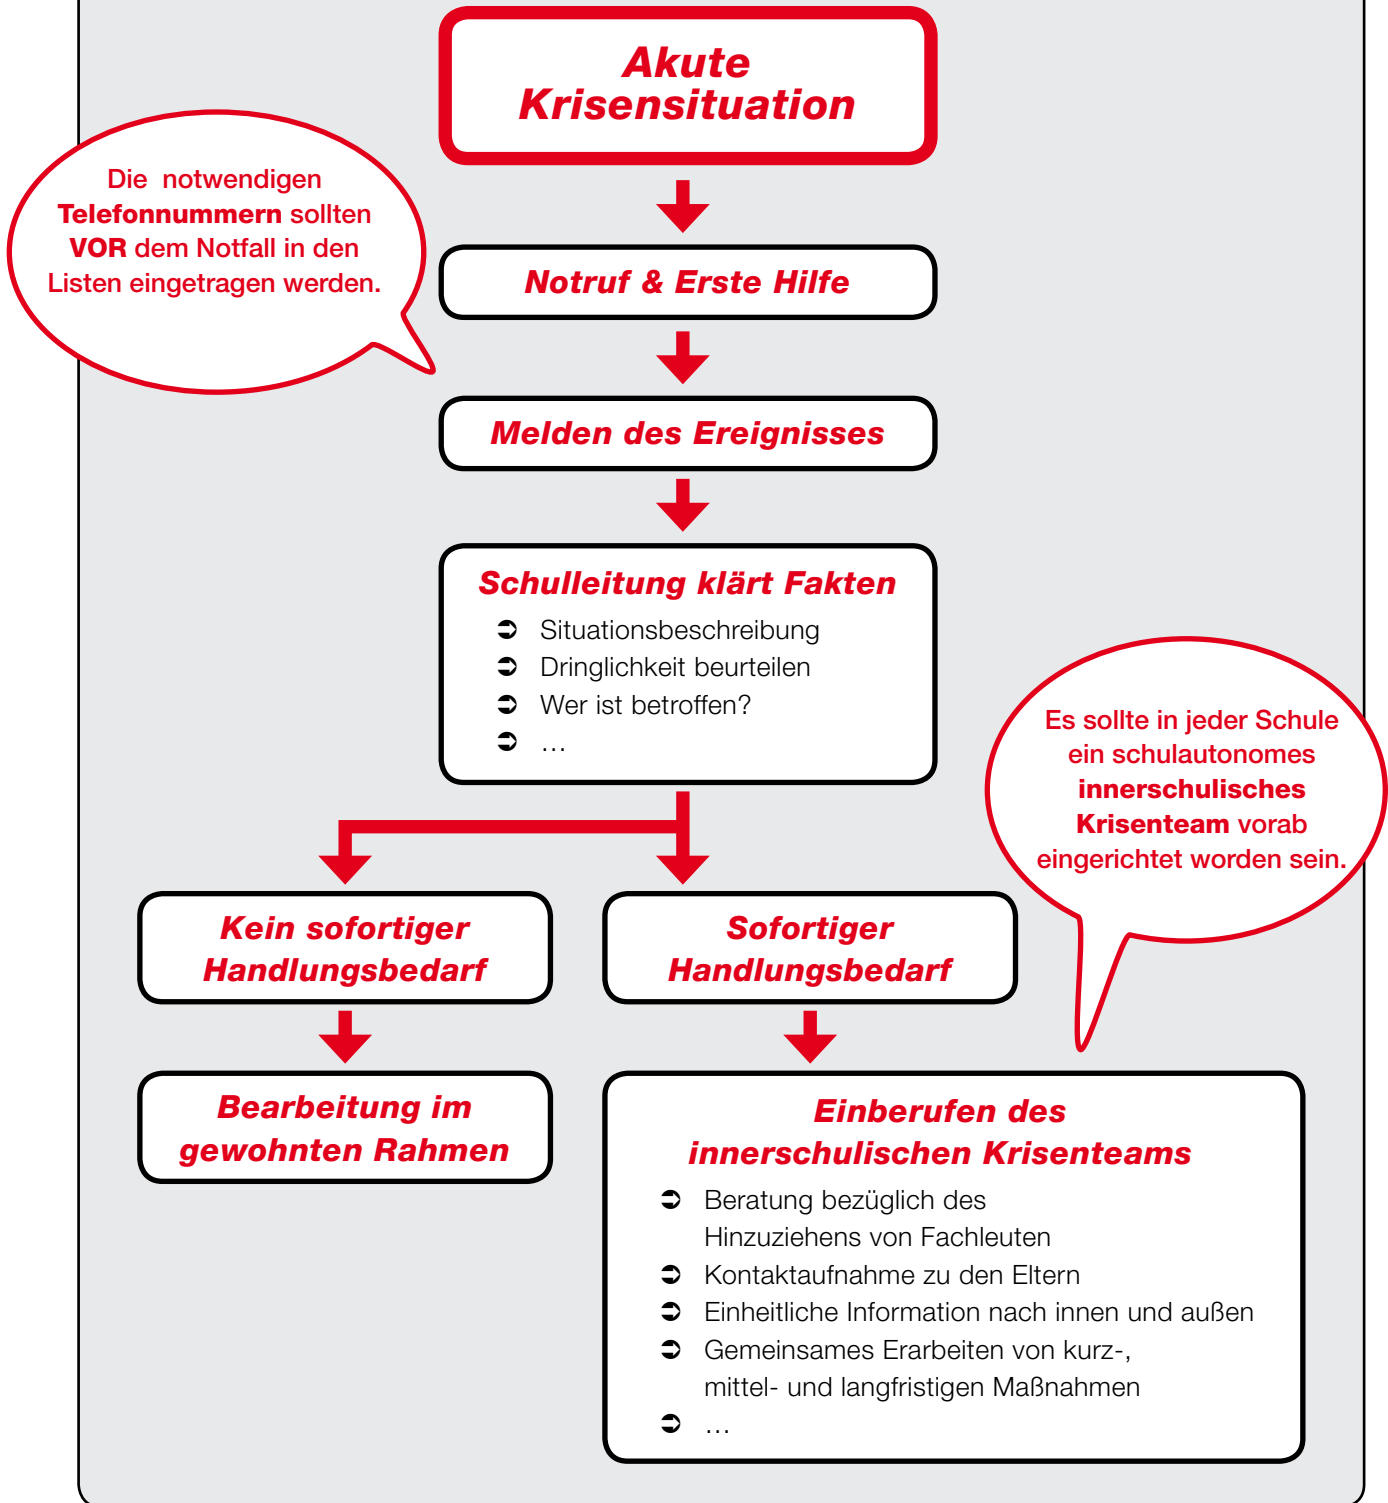 Akute
Krisensituation
Die notwendigen
Telefonnummern sollten
VOR dem Notfall in den
Listen eingetragen werden.
Notruf & Erste Hilfe
Melden des Ereignisses
Schulleitung klärt Fakten
➲ Situationsbeschreibung
➲ Dringlichkeit beurteilen
➲ Wer ist betroffen?
➲ …
Es sollte in jeder Schule
ein schulautonomes
innerschulisches
Krisenteam vorab
eingerichtet worden sein.
Kein sofortiger
Handlungsbedarf
Sofortiger
Handlungsbedarf
Bearbeitung im
gewohnten Rahmen
Einberufen des
innerschulischen Krisenteams
➲ Beratung bezüglich des
Hinzuziehens von Fachleuten
➲ Kontaktaufnahme zu den Eltern
➲ Einheitliche Information nach innen und außen
➲ Gemeinsames Erarbeiten von kurz-,
mittel- und langfristigen Maßnahmen
➲ …